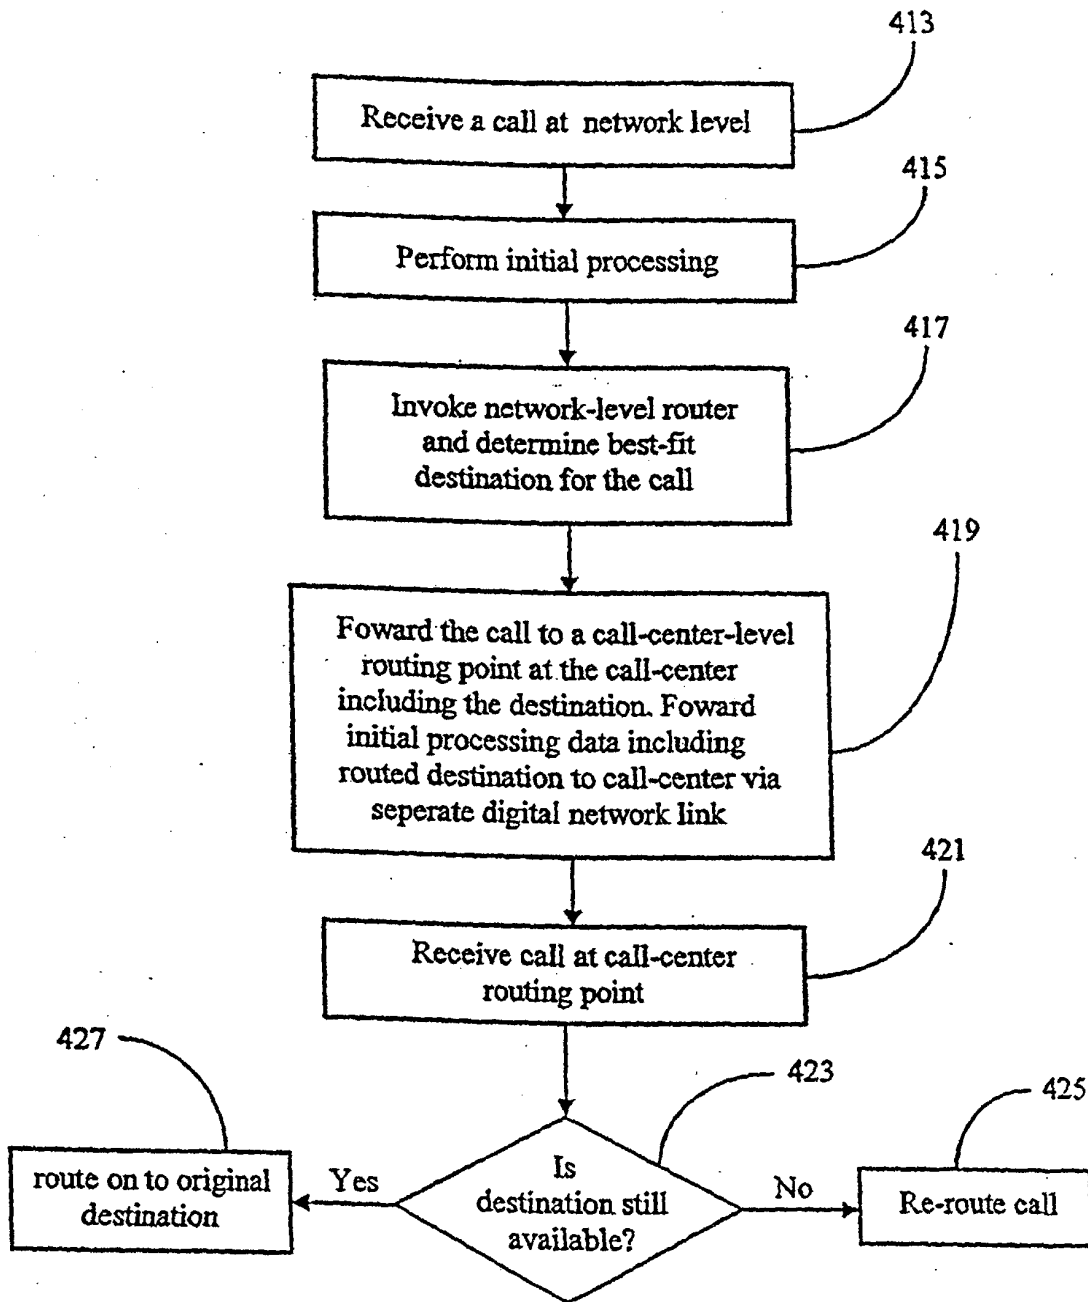 413
Receive a call at network level
415
Perform initial processing
417
Invoke network-level router
and determine best-fit
destination for the call
419
Foward the call to a call-center-level
routing point at the call-center
including the destination. Foward
initial processing data including
routed destination to call-center via
seperate digital network link
421
Receive call at call-center
routing point
427
423
425
route on to original
destination
Yes
Is
destination still
available?
No
Re-route call